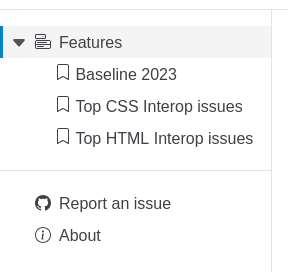 Features
Baseline 2023
Top CSS Interop issues
Top HTML Interop issues
Report an issue
About